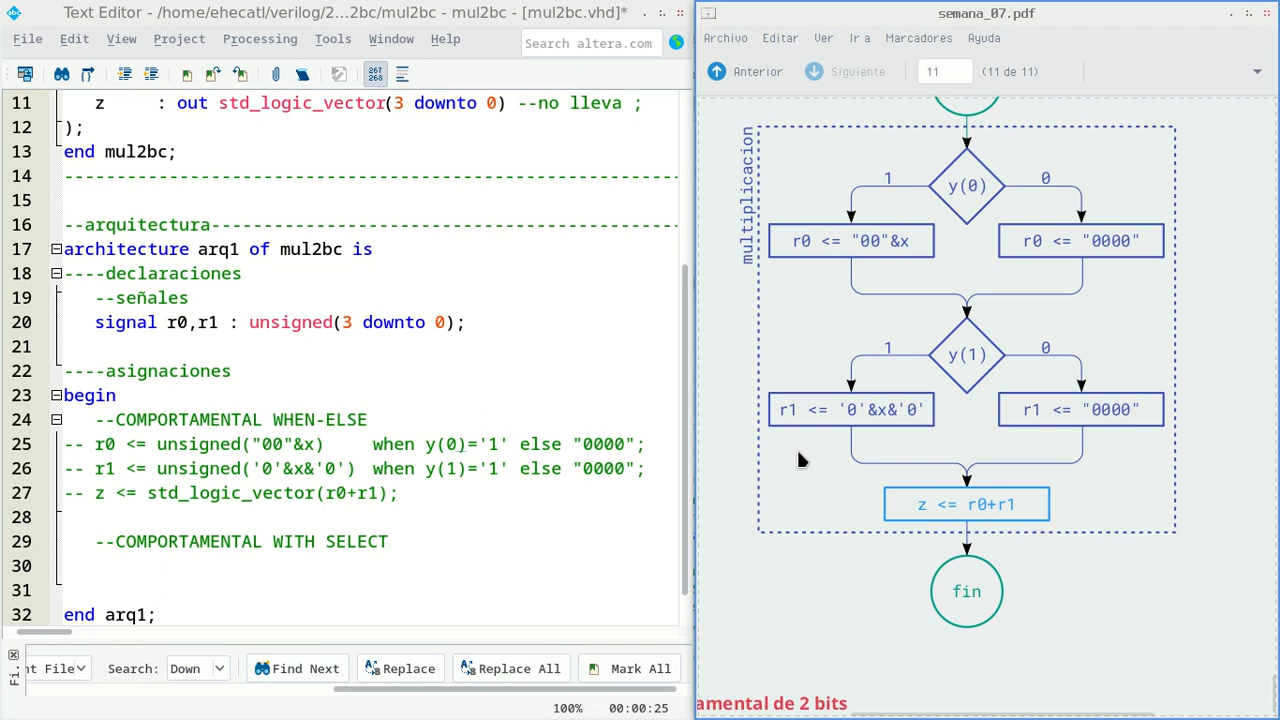 Text Editor - /home/ehecatl/verilog/2...2bc/mul2bc - mul2bc - [mul2bc.vhd]*
File Edit View Project Processing Tools Window Help
Search altera.com
267
268
11 z : out std_logic_vector(3 downto 0) --no lleva ;
12 );
13 end mul2bc;
14 ------------------------------------------------------------
15
16 --arquitectura----------------------------------------------
17 architecture arq1 of mul2bc is
18 ----declaraciones
19 --señales
20 signal r0,r1 : unsigned(3 downto 0);
21
22 ----asignaciones
23 begin
24 --COMPORTAMENTAL WHEN-ELSE
25 -- r0 <= unsigned("00"&x) when y(0)='1' else "0000";
26 -- r1 <= unsigned('0'&x&'0') when y(1)='1' else "0000";
27 -- z <= std_logic_vector(r0+r1);
28
29 --COMPORTAMENTAL WITH SELECT
30
31
32 end arq1;
Fi..
nt File Search: Down Find Next Replace Replace All Mark All
100% 00:00:25
semana_07.pdf
Archivo Editar Ver Ir a Marcadores Ayuda
Anterior Siguiente 11 (11 de 11)
multiplicacion
y(0)
1 0
r0 <= "00"&x r0 <= "0000"
y(1)
1 0
r1 <= '0'&x&'0' r1 <= "0000"
z <= r0+r1
fin
amental de 2 bits